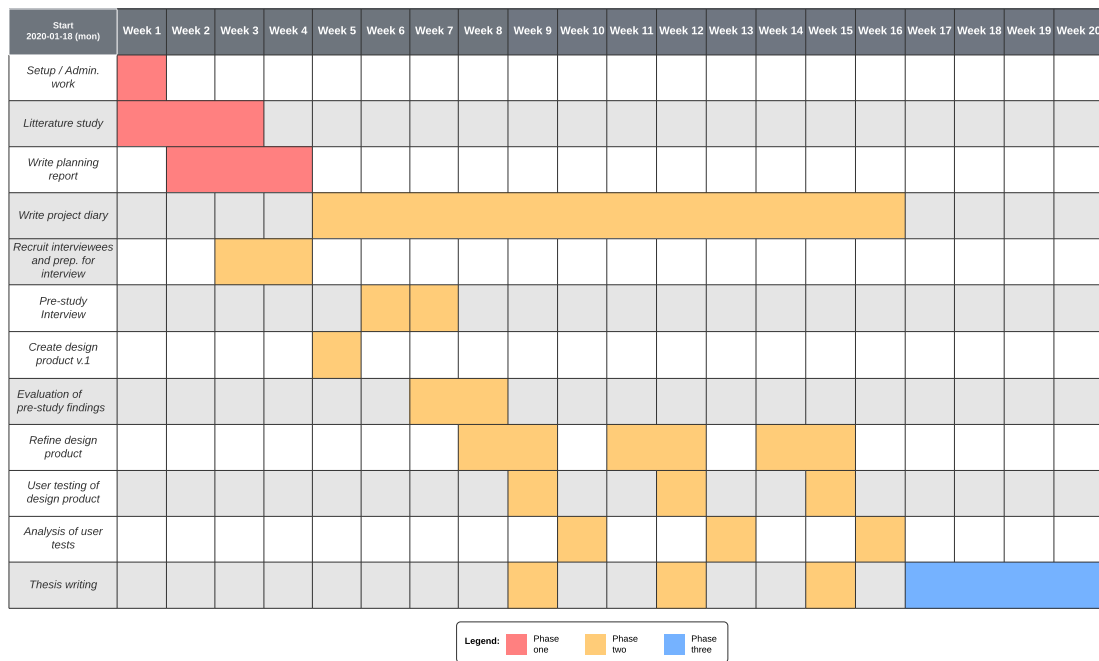 Start
2020-01-18 (mon)
Week 1
Week 2
Week 3
Week 4
Week 5
Week 6
Week 7
Week 8
Week 9
Week 10
Week 11
Week 12
Week 13
Week 14
Week 15
Week 16
Week 17
Week 18
Week 19
Week 20
Setup / Admin.
work
Litterature study
Write planning
report
Write project diary
Recruit interviewees
and prep. for
interview
Pre-study
Interview
Create design
product v.1
Evaluation of
pre-study findings
Refine design
product
User testing of
design product
Analysis of user
tests
Thesis writing
Legend:
Phase
one
Phase
two
Phase
three